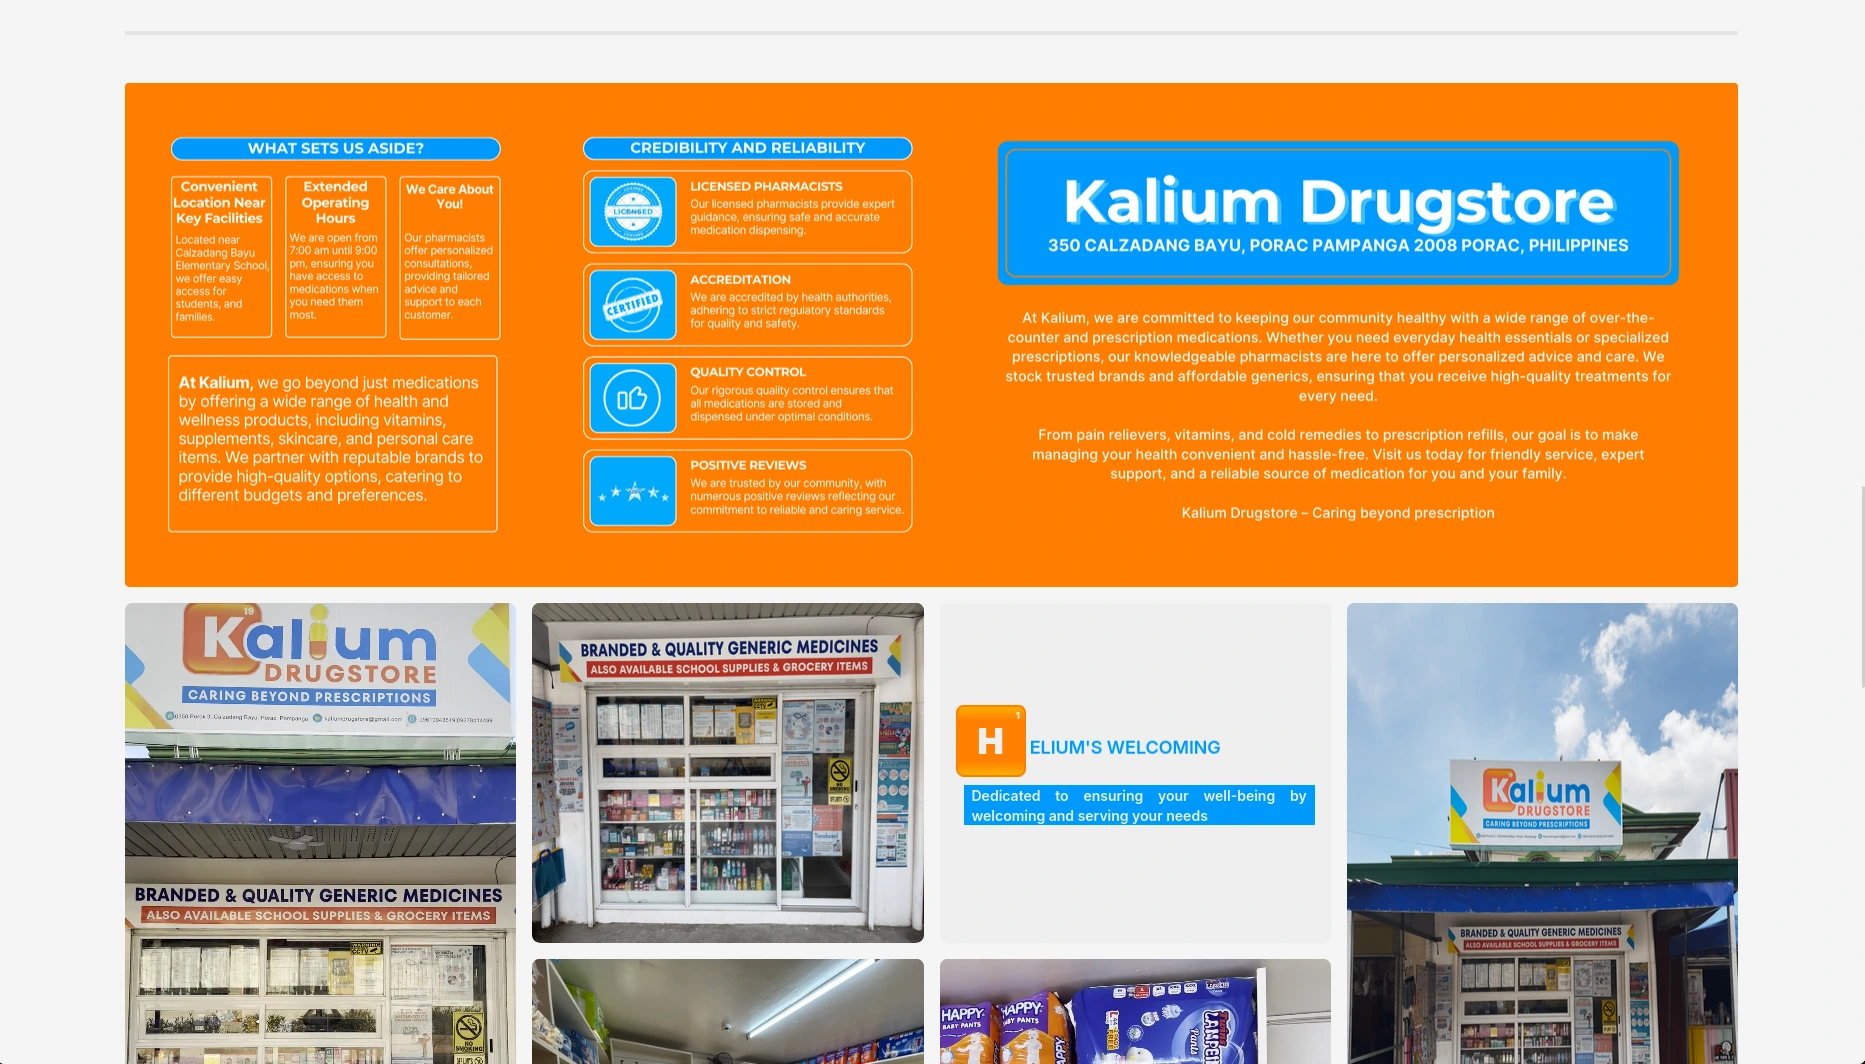 WHAT SETS US ASIDE?
Convenient
Location Near
Key Facilities
Located near
Calzadang Bayu
Elementary School,
we offer easy
access for
students, and
families.
Extended
Operating
Hours
We are open from
7:00 am until 9:00
pm, ensuring you
have access to
medications when
you need them
most.
We Care About
You!
Our pharmacists
offer personalized
consultations,
providing tailored
advice and
support to each
customer.
At Kalium, we go beyond just medications
by offering a wide range of health and
wellness products, including vitamins,
supplements, skincare, and personal care
items. We partner with reputable brands to
provide high-quality options, catering to
different budgets and preferences.
CREDIBILITY AND RELIABILITY
LICENSED
LICENSED PHARMACISTS
Our licensed pharmacists provide expert
guidance, ensuring safe and accurate
medication dispensing.
CERTIFIED
ACCREDITATION
We are accredited by health authorities,
adhering to strict regulatory standards
for quality and safety.
QUALITY CONTROL
Our rigorous quality control ensures that
all medications are stored and
dispensed under optimal conditions.
POSITIVE REVIEWS
We are trusted by our community, with
numerous positive reviews reflecting our
commitment to reliable and caring service.
Kalium Drugstore
350 CALZADANG BAYU, PORAC PAMPANGA 2008 PORAC, PHILIPPINES
At Kalium, we are committed to keeping our community healthy with a wide range of over-the-
counter and prescription medications. Whether you need everyday health essentials or specialized
prescriptions, our knowledgeable pharmacists are here to offer personalized advice and care. We
stock trusted brands and affordable generics, ensuring that you receive high-quality treatments for
every need.
From pain relievers, vitamins, and cold remedies to prescription refills, our goal is to make
managing your health convenient and hassle-free. Visit us today for friendly service, expert
support, and a reliable source of medication for you and your family.
Kalium Drugstore – Caring beyond prescription
19
Kalium
DRUGSTORE
CARING BEYOND PRESCRIPTIONS
kaliumdrugstore@gmail.com
BRANDED & QUALITY GENERIC MEDICINES
ALSO AVAILABLE SCHOOL SUPPLIES & GROCERY ITEMS
WARNING
NO
SMOKING
BRANDED & QUALITY GENERIC MEDICINES
ALSO AVAILABLE SCHOOL SUPPLIES & GROCERY ITEMS
WARNING
CCTV
NO
SMOKING
1
H
ELIUM'S WELCOMING
Dedicated to ensuring your well-being by
welcoming and serving your needs
Kalium
DRUGSTORE
CARING BEYOND PRESCRIPTIONS
BRANDED & QUALITY GENERIC MEDICINES
ALSO AVAILABLE SCHOOL SUPPLIES & GROCERY ITEMS
HAPPY
BABY PANTS
HAPPY
BABY PANTS
HAPPY
Pants